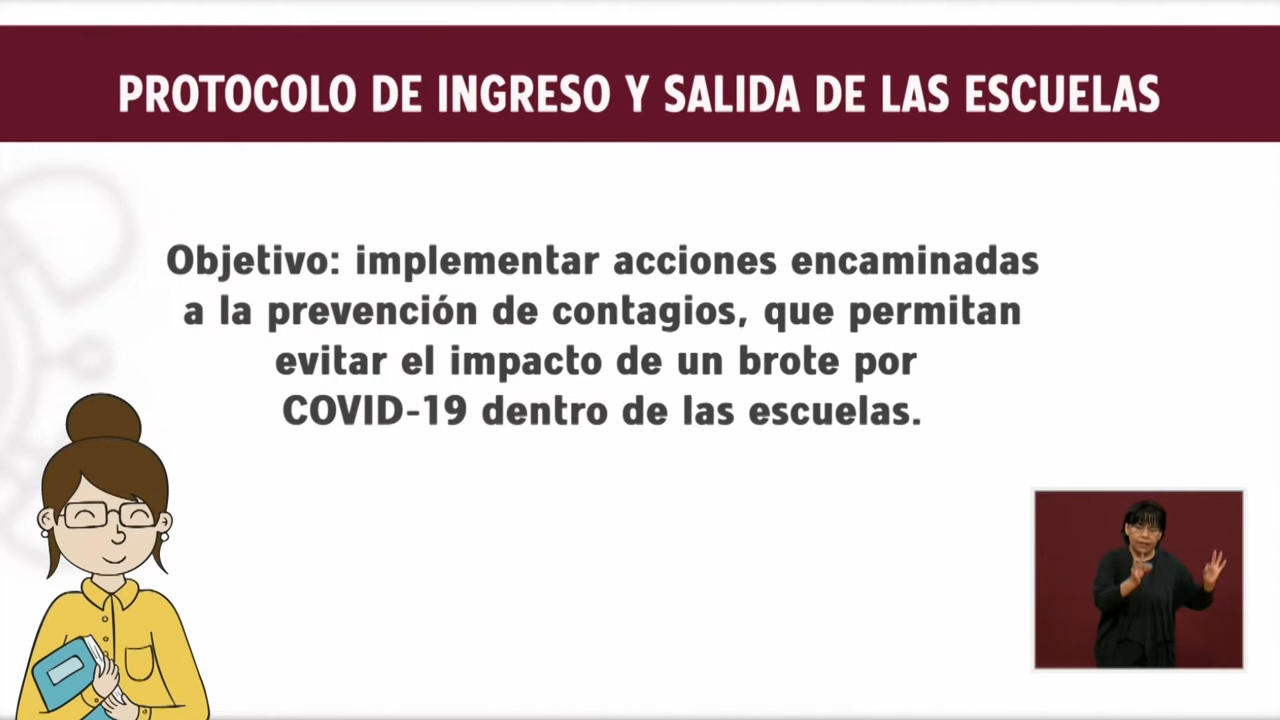 PROTOCOLO DE INGRESO Y SALIDA DE LAS ESCUELAS
Objetivo: implementar acciones encaminadas
a la prevención de contagios, que permitan
evitar el impacto de un brote por
COVID-19 dentro de las escuelas.